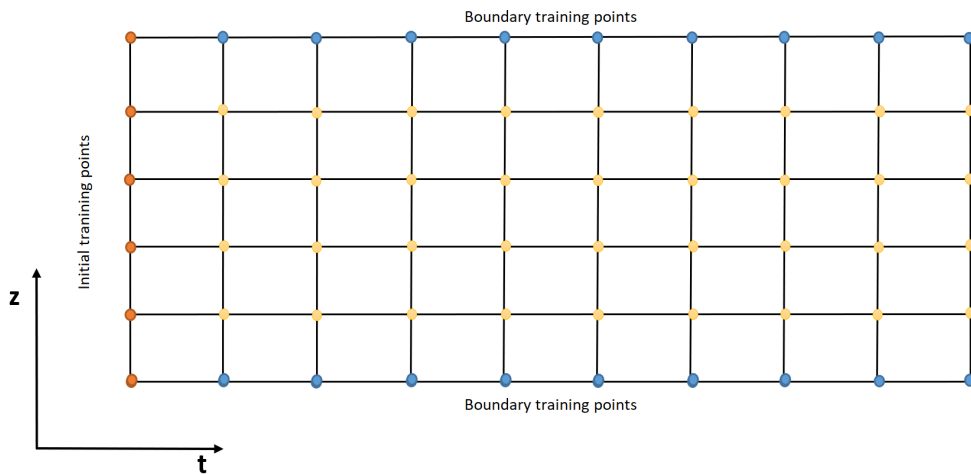 Boundary training points
Initial tranining points
z
Boundary training points
t